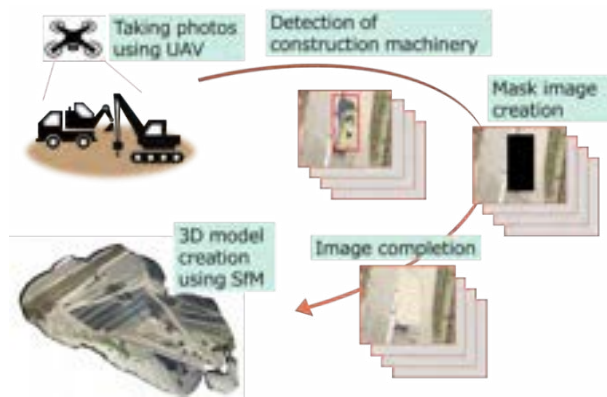 Taking photos
using UAV
Detection of
construction machinery
Mask image
creation
Image completion
3D model
creation
using SfM